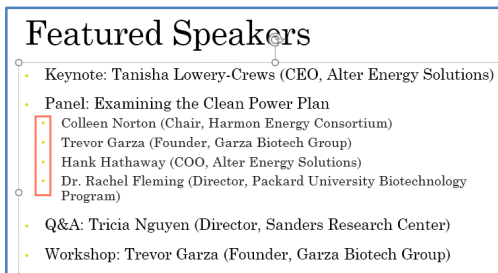 Featured Speakers
Keynote: Tanisha Lowery-Crews (CEO, Alter Energy Solutions)
Panel: Examining the Clean Power Plan
Colleen Norton (Chair, Harmon Energy Consortium)
Trevor Garza (Founder, Garza Biotech Group)
Hank Hathaway (COO, Alter Energy Solutions)
Dr. Rachel Fleming (Director, Packard University Biotechnology
Program)
Q&A: Tricia Nguyen (Director, Sanders Research Center)
Workshop: Trevor Garza (Founder, Garza Biotech Group)